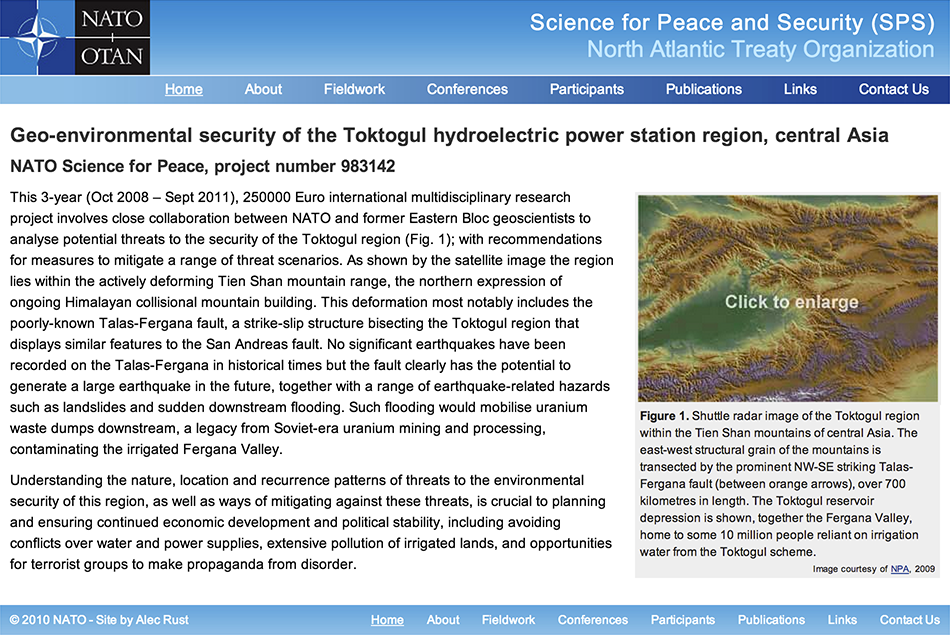 NATO
OTAN
Science for Peace and Security (SPS)
North Atlantic Treaty Organization
Home About Fieldwork Conferences Participants Publications Links Contact Us
Geo-environmental security of the Toktogul hydroelectric power station region, central Asia
NATO Science for Peace, project number 983142
This 3-year (Oct 2008 – Sept 2011), 250000 Euro international multidisciplinary research
project involves close collaboration between NATO and former Eastern Bloc geoscientists to
analyse potential threats to the security of the Toktogul region (Fig. 1); with recommendations
for measures to mitigate a range of threat scenarios. As shown by the satellite image the region
lies within the actively deforming Tien Shan mountain range, the northern expression of
ongoing Himalayan collisional mountain building. This deformation most notably includes the
poorly-known Talas-Fergana fault, a strike-slip structure bisecting the Toktogul region that
displays similar features to the San Andreas fault. No significant earthquakes have been
recorded on the Talas-Fergana in historical times but the fault clearly has the potential to
generate a large earthquake in the future, together with a range of earthquake-related hazards
such as landslides and sudden downstream flooding. Such flooding would mobilise uranium
waste dumps downstream, a legacy from Soviet-era uranium mining and processing,
contaminating the irrigated Fergana Valley.
Understanding the nature, location and recurrence patterns of threats to the environmental
security of this region, as well as ways of mitigating against these threats, is crucial to planning
and ensuring continued economic development and political stability, including avoiding
conflicts over water and power supplies, extensive pollution of irrigated lands, and opportunities
for terrorist groups to make propaganda from disorder.
Click to enlarge
Figure 1. Shuttle radar image of the Toktogul region
within the Tien Shan mountains of central Asia. The
east-west structural grain of the mountains is
transected by the prominent NW-SE striking Talas-
Fergana fault (between orange arrows), over 700
kilometres in length. The Toktogul reservoir
depression is shown, together the Fergana Valley,
home to some 10 million people reliant on irrigation
water from the Toktogul scheme.
Image courtesy of NPA, 2009
© 2010 NATO - Site by Alec Rust
Home About Fieldwork Conferences Participants Publications Links Contact Us